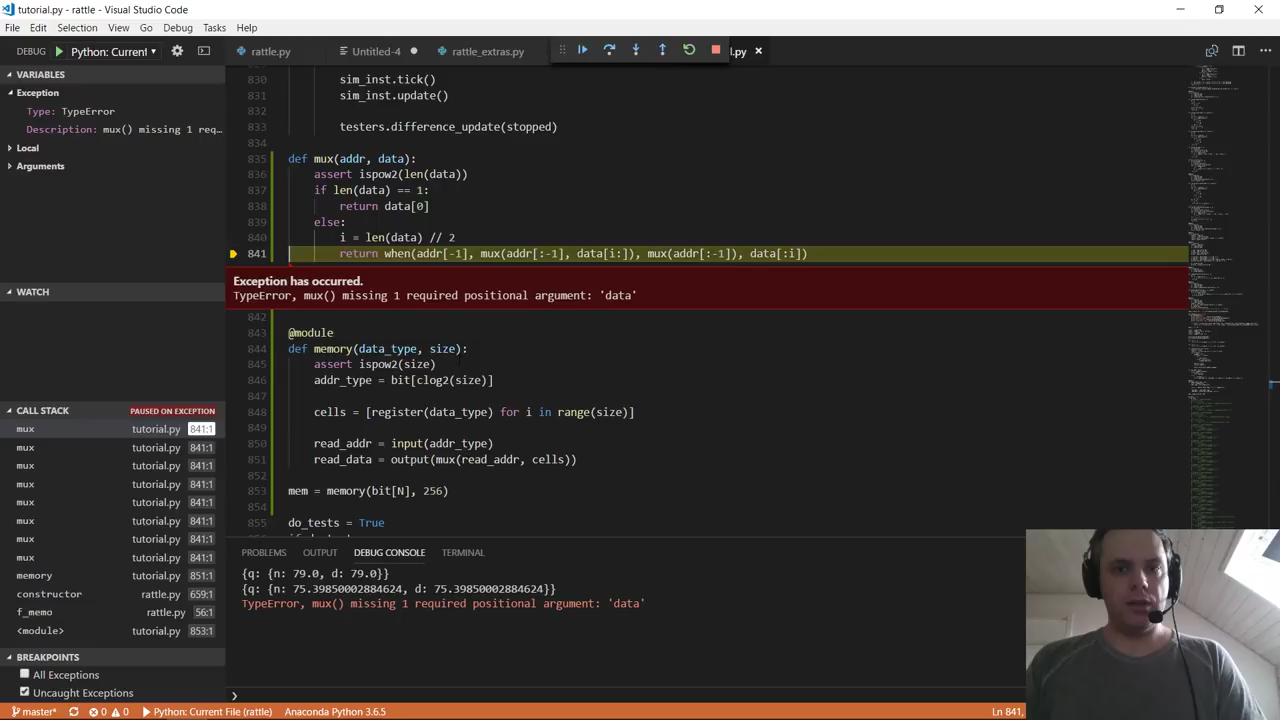 tutorial.py - rattle - Visual Studio Code
File Edit Selection View Go Debug Tasks Help
DEBUG Python: Current
rattle.py Untitled-4 rattle_extras.py l.py
VARIABLES
Exception
Type: TypeError
Description: mux() missing 1 req...
Local
Arguments
WATCH
CALL STACK PAUSED ON EXCEPTION
mux tutorial.py 841:1
mux tutorial.py 841:1
mux tutorial.py 841:1
mux tutorial.py 841:1
mux tutorial.py 841:1
mux tutorial.py 841:1
mux tutorial.py 841:1
mux tutorial.py 841:1
memory tutorial.py 851:1
constructor rattle.py 659:1
f_memo rattle.py 56:1
<module> tutorial.py 853:1
BREAKPOINTS
All Exceptions
Uncaught Exceptions
830 sim_inst.tick()
831 sim_inst.update()
832
833 testers.difference_update(stopped)
834
835 def mux(addr, data):
836 assert ispow2(len(data))
837 if len(data) == 1:
838 return data[0]
839 else:
840 i = len(data) // 2
841 return when(addr[-1], mux(addr[:-1], data[i:]), mux(addr[:-1]), data[:i])
Exception has occurred.
TypeError, mux() missing 1 required positional argument: 'data'
842
843 @module
844 def memory(data_type, size):
845 assert ispow2(size)
846 addr_type = bit[clog2(size)]
847
848 cells = [register(data_type) for i in range(size)]
849
850 read_addr = input(addr_type)
851 read_data = output(mux(read_addr, cells))
852
853 mem = memory(bit[N], 256)
854
855 do_tests = True
PROBLEMS OUTPUT DEBUG CONSOLE TERMINAL
{q: {n: 79.0, d: 79.0}}
{q: {n: 75.39850002884624, d: 75.39850002884624}}
TypeError, mux() missing 1 required positional argument: 'data'
master* 0 0 Python: Current File (rattle) Anaconda Python 3.6.5 Ln 841,